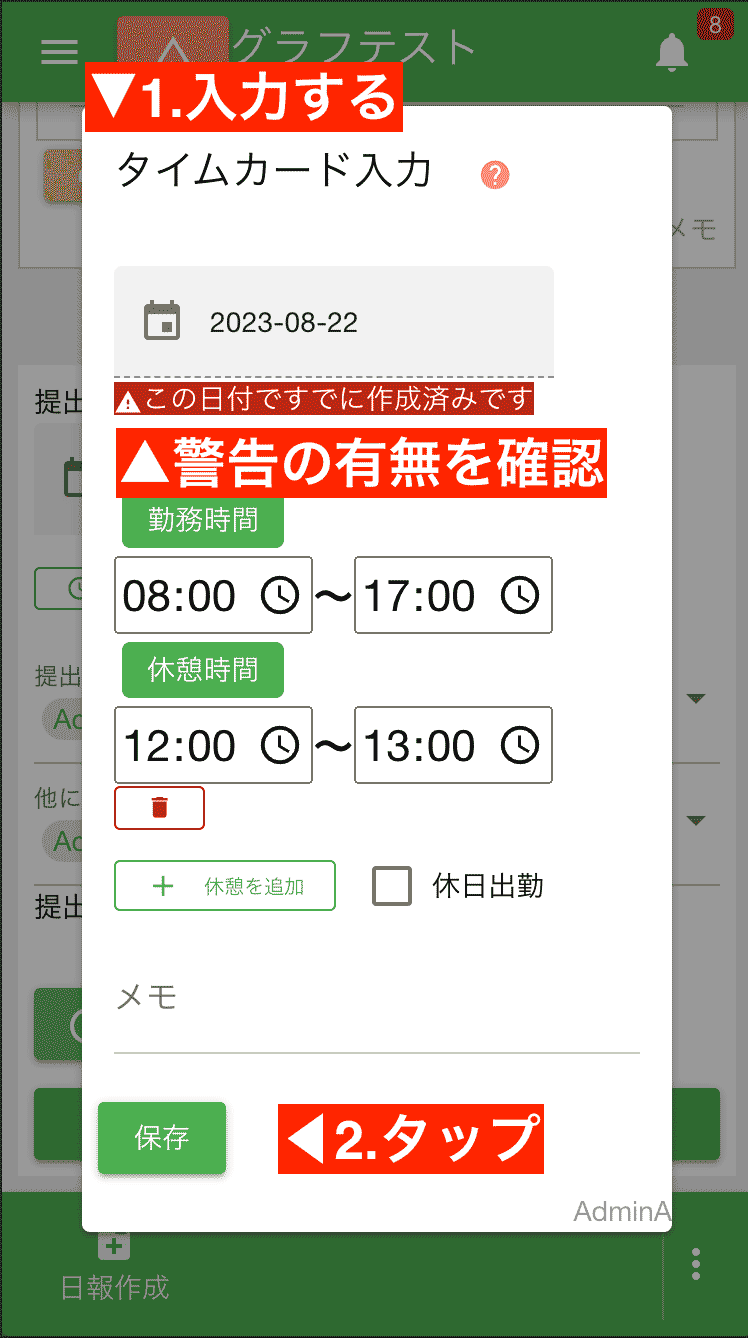 グラフテスト
8
▼1.入力する
タイムカード入力 ?
メモ
2023-08-22
提出
この日付ですでに作成済みです
▲警告の有無を確認
勤務時間
08:00 〜 17:00
休憩時間
提出
12:00 〜 13:00
Ad
他に
Ad
+ 休憩を追加 休日出勤
提出
メモ
保存 ◀2.タップ
AdminA
日報作成